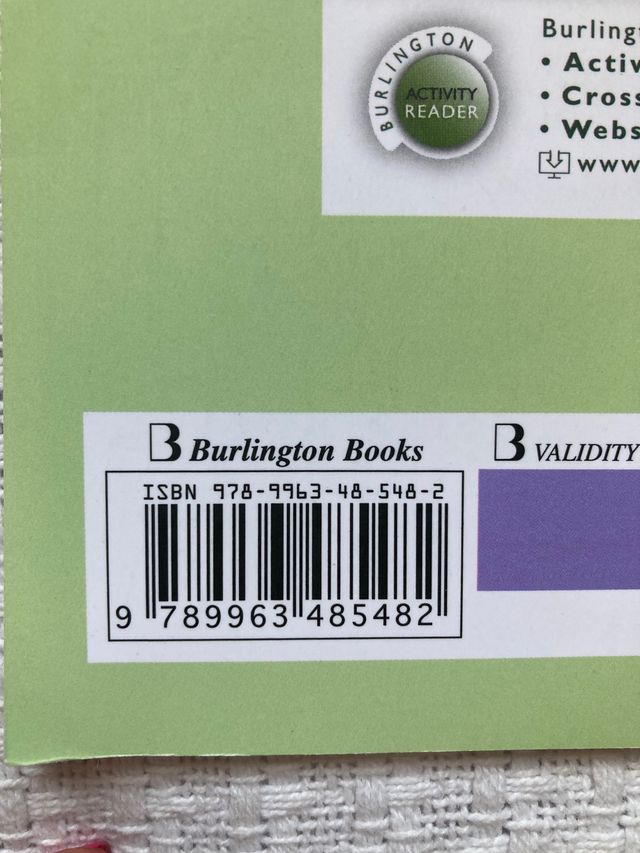 BURLINGTON
ACTIVITY
READER
Burlingt
• Activ
• Cross
• Webs
www
B Burlington Books
B VALIDITY
ISBN 978-9963-48-548-2
9 789963 485482